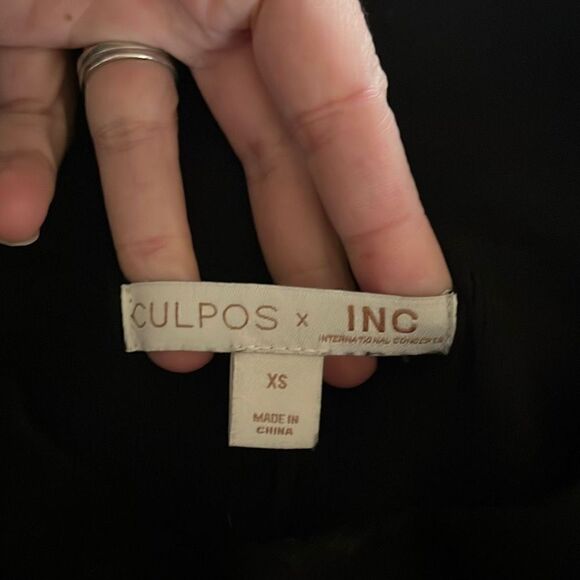 CULPOS x INC
INTERNATIONAL CONCEPTS
XS
MADE IN
CHINA